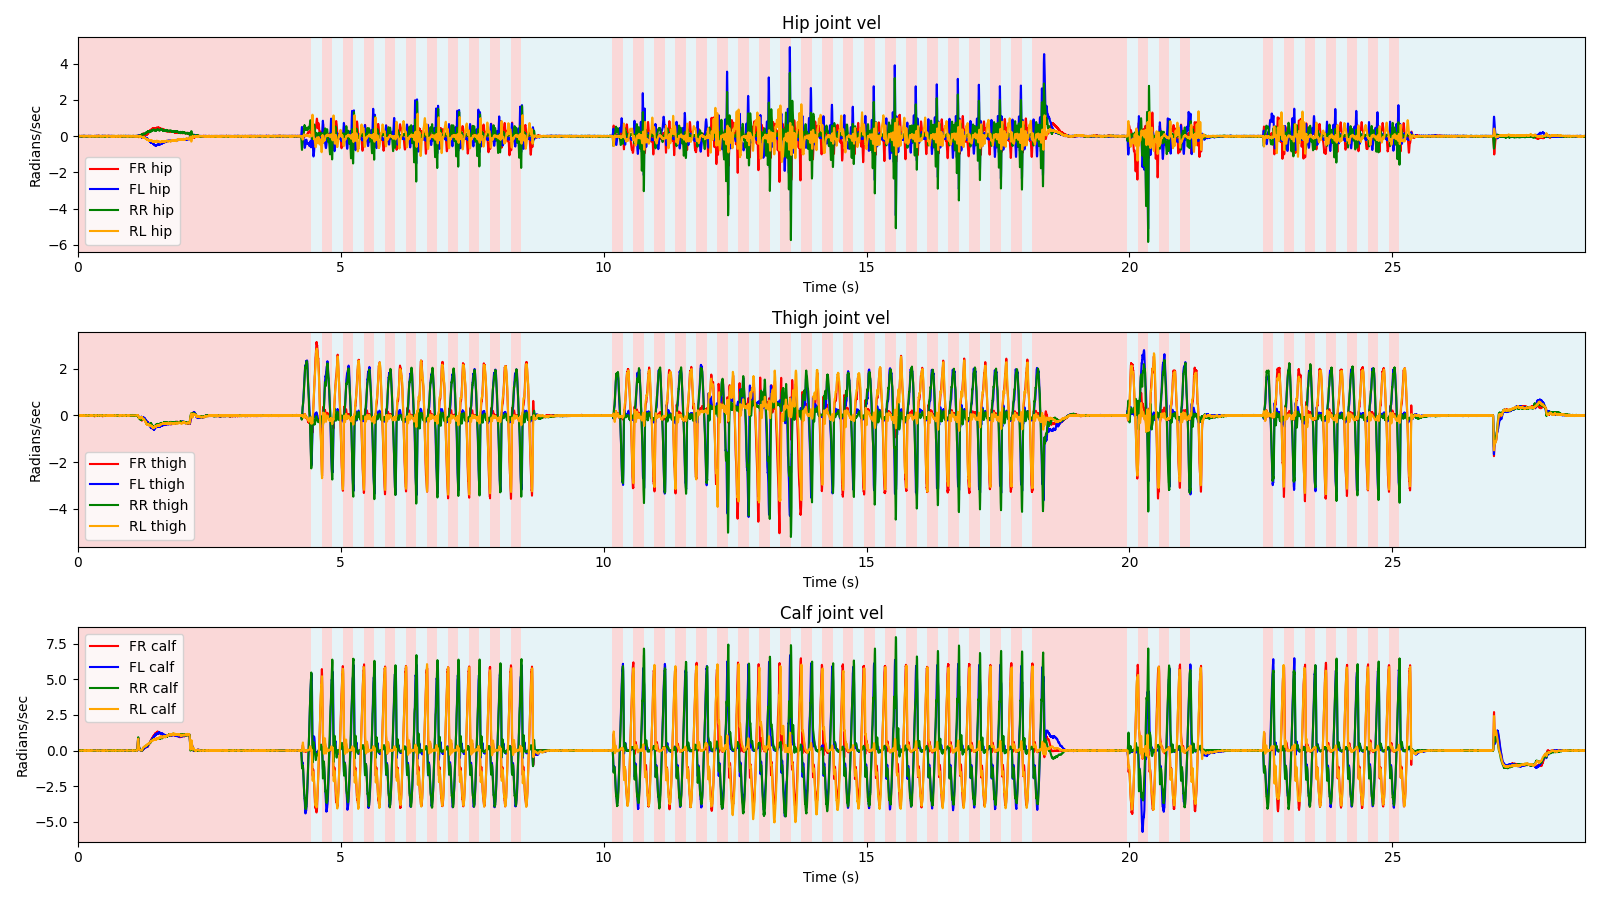 Hip joint vel
4
2
0
−2
−4
−6
Radians/sec
FR hip
FL hip
RR hip
RL hip
0
5
10
15
20
25
Time (s)
Thigh joint vel
2
0
−2
−4
Radians/sec
FR thigh
FL thigh
RR thigh
RL thigh
0
5
10
15
20
25
Time (s)
Calf joint vel
7.5
5.0
2.5
0.0
−2.5
−5.0
Radians/sec
FR calf
FL calf
RR calf
RL calf
0
5
10
15
20
25
Time (s)